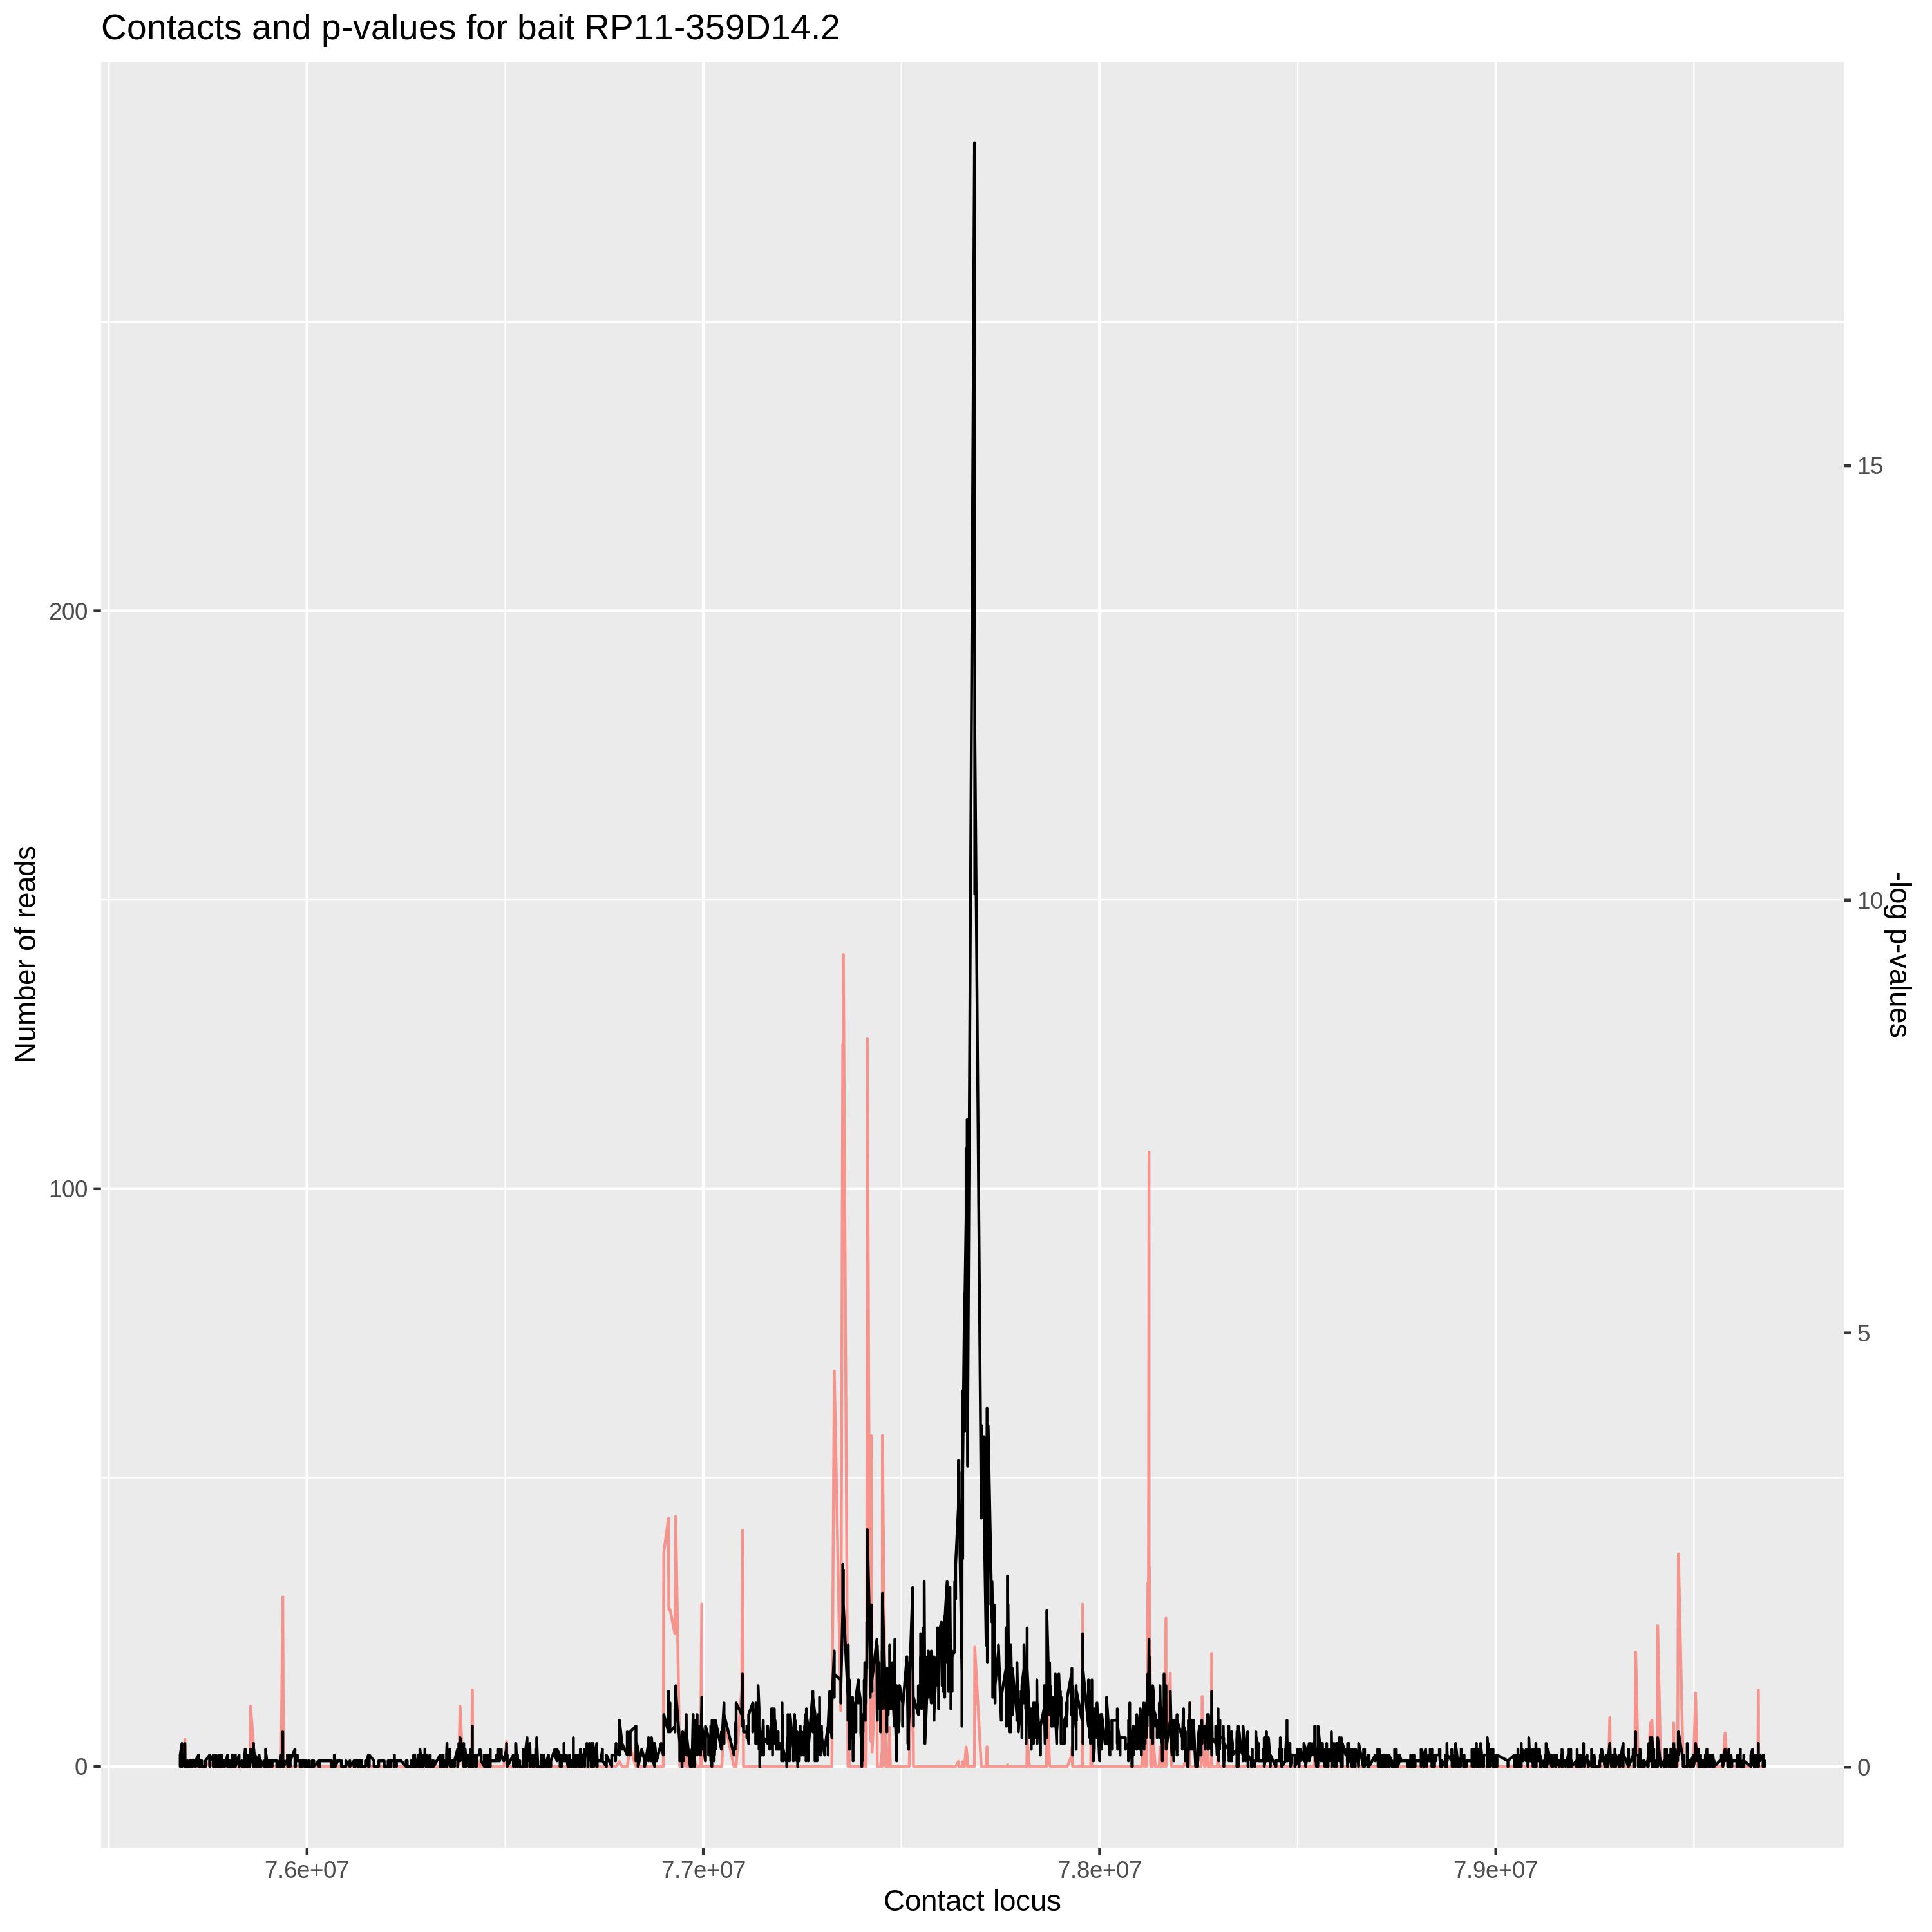 Contacts and p-values for bait RP11-359D14.2
Number of reads
200
100
0
15
10
5
0
-log p-values
7.6e+07 7.7e+07 7.8e+07 7.9e+07
Contact locus